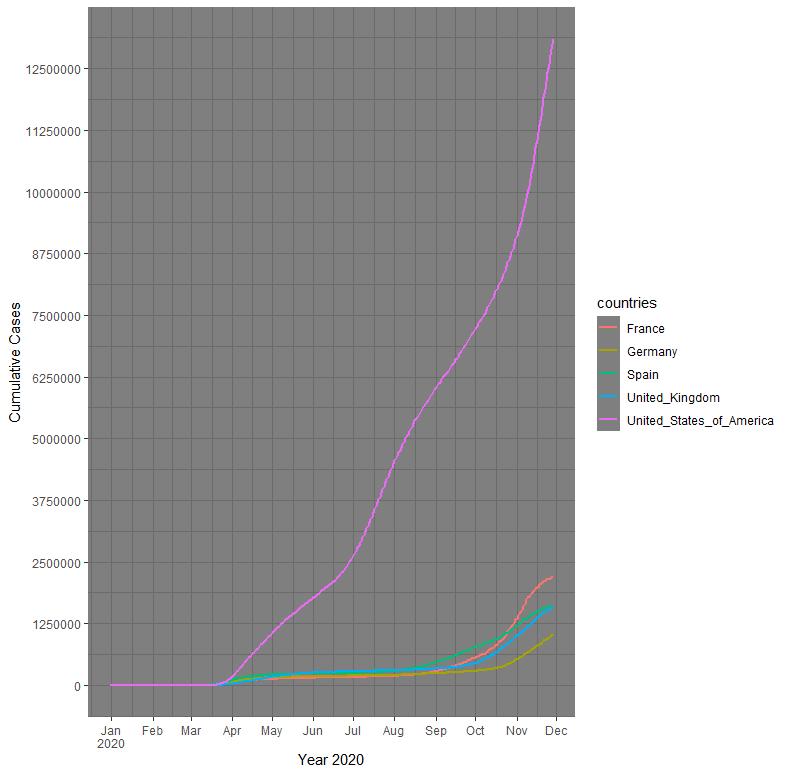 12500000
11250000
10000000
8750000
7500000
6250000
5000000
3750000
2500000
1250000
0
Cumulative Cases
Jan Feb Mar Apr May Jun Jul Aug Sep Oct Nov Dec
2020
Year 2020
countries
France
Germany
Spain
United_Kingdom
United_States_of_America